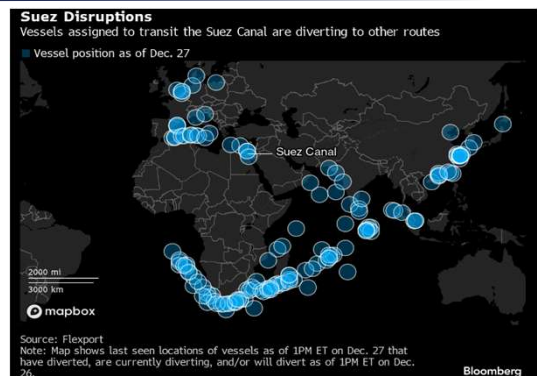 Suez Disruptions
Vessels assigned to transit the Suez Canal are diverting to other routes
Vessel position as of Dec. 27
Suez Canal
2000 mi
3000 km
mapbox
Source: Flexport
Note: Map shows last seen locations of vessels as of 1PM ET on Dec. 27 that
have diverted, are currently diverting, and/or will divert as of 1PM ET on Dec.
26.
Bloomberg